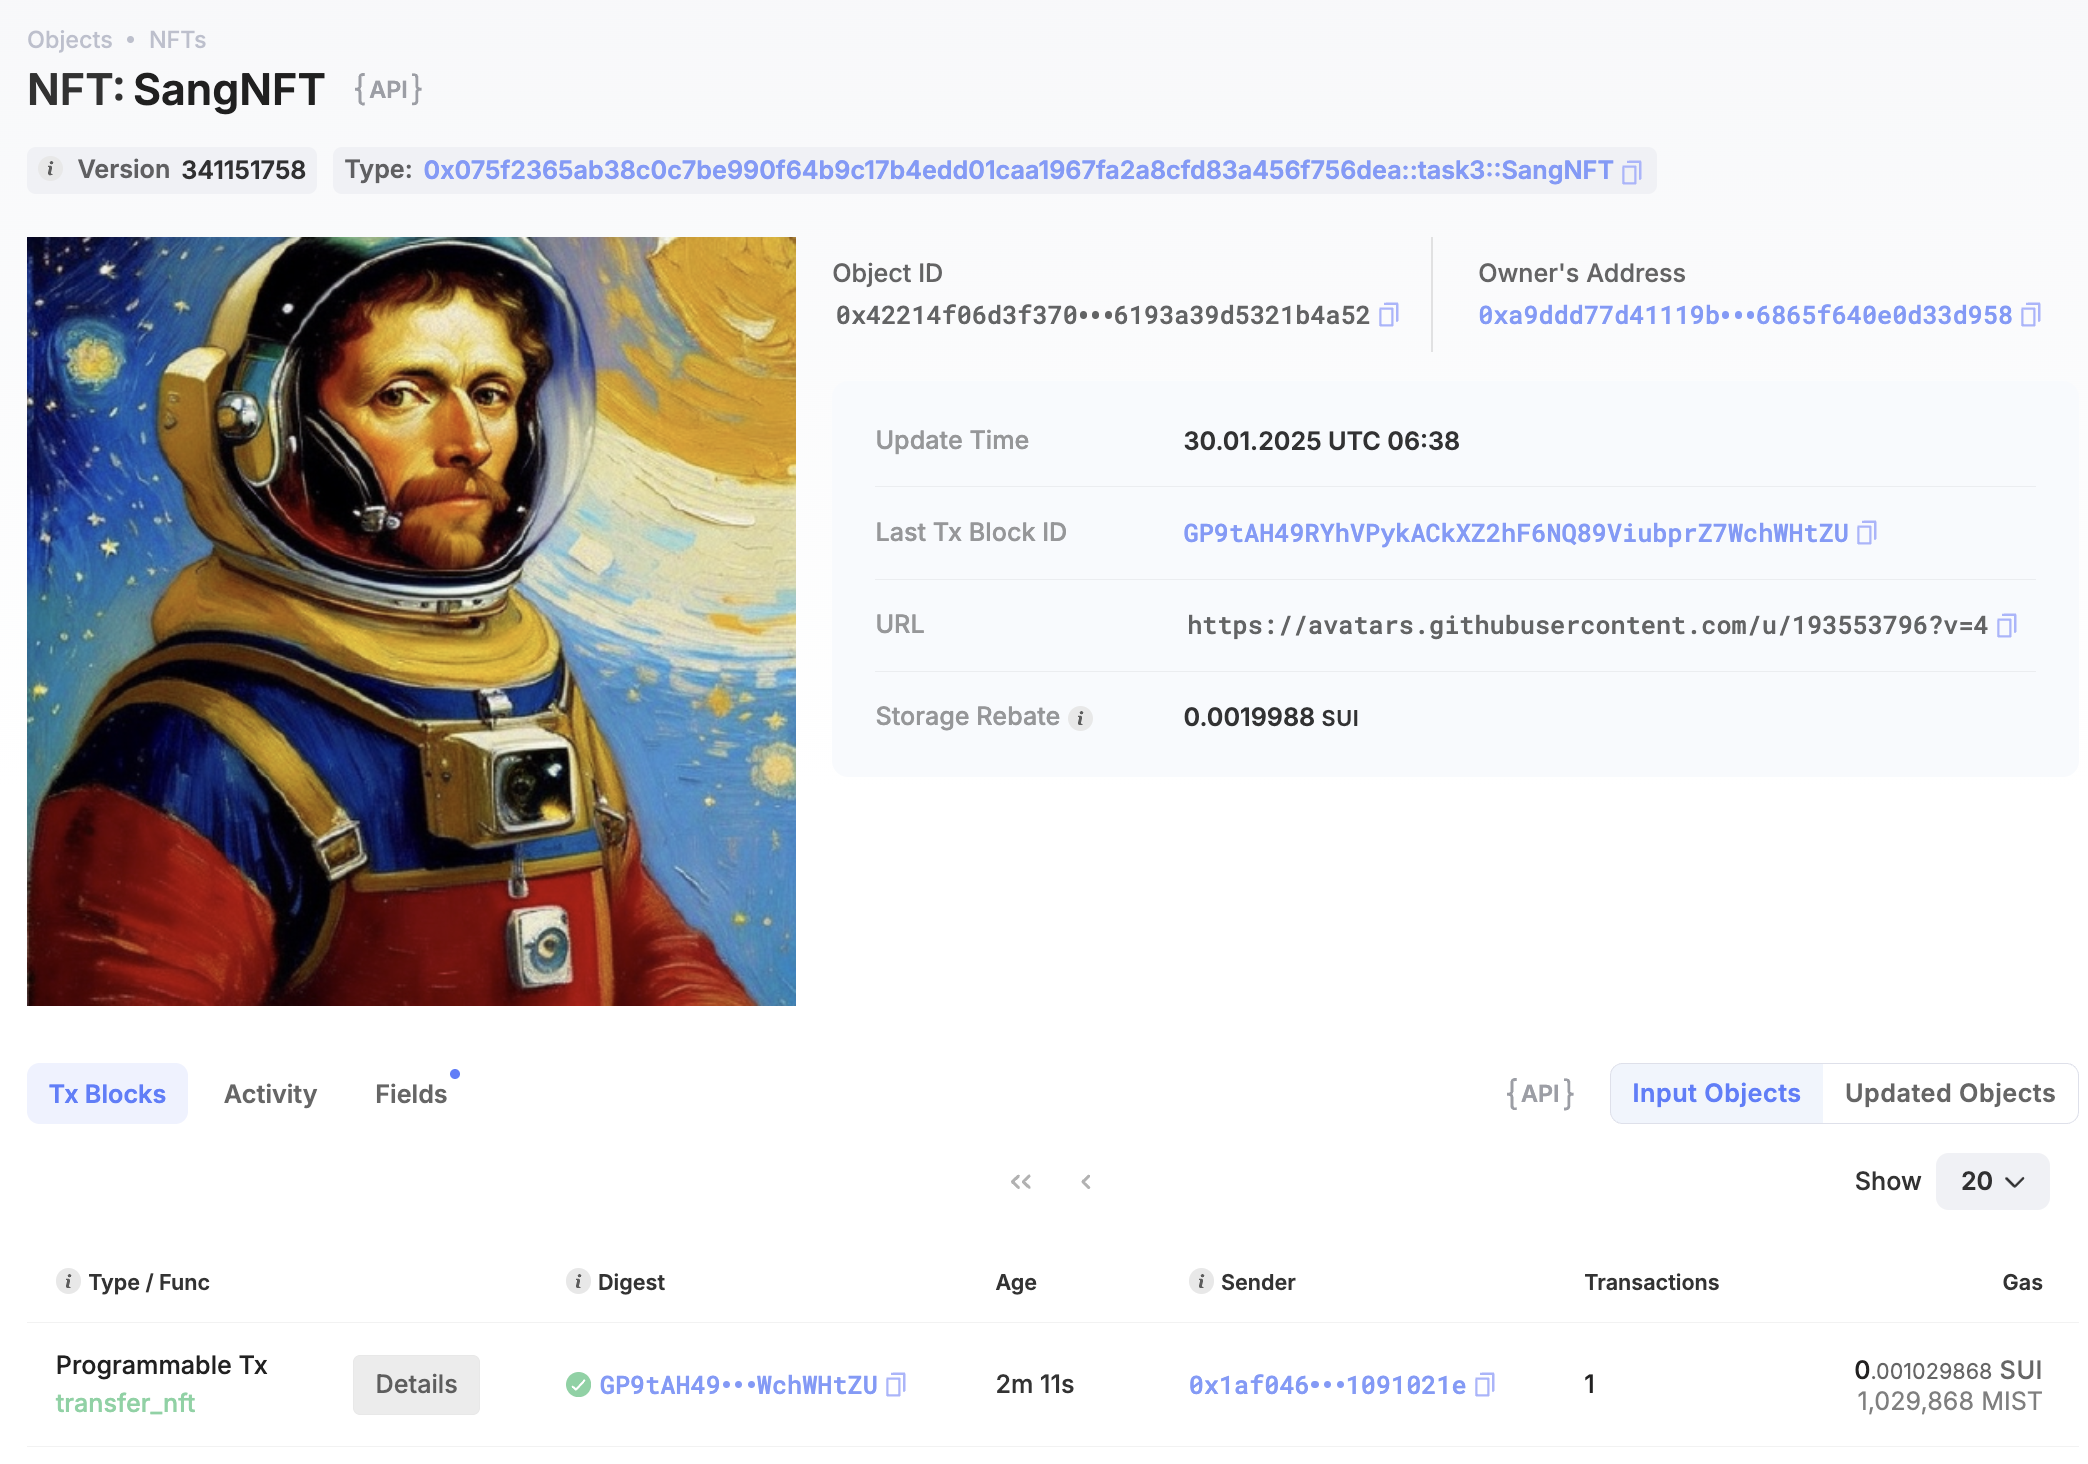 Objects • NFTs
NFT: SangNFT {API}
i Version 341151758 Type: 0x075f2365ab38c0c7be990f64b9c17b4edd01caa1967fa2a8cfd83a456f756dea::task3::SangNFT
Object ID
0x42214f06d3f370•••6193a39d5321b4a52
Owner's Address
0xa9ddd77d41119b•••6865f640e0d33d958
Update Time 30.01.2025 UTC 06:38
Last Tx Block ID GP9tAH49RYhVPykACkXZ2hF6NQ89ViubprZ7WchWHtZU
URL https://avatars.githubusercontent.com/u/193553796?v=4
Storage Rebate i 0.0019988 SUI
Tx Blocks Activity Fields {API} Input Objects Updated Objects
Show 20
i Type / Func i Digest Age i Sender Transactions Gas
Programmable Tx
transfer_nft
Details GP9tAH49•••WchWHtZU 2m 11s 0x1af046•••1091021e 1
0.001029868 SUI
1,029,868 MIST